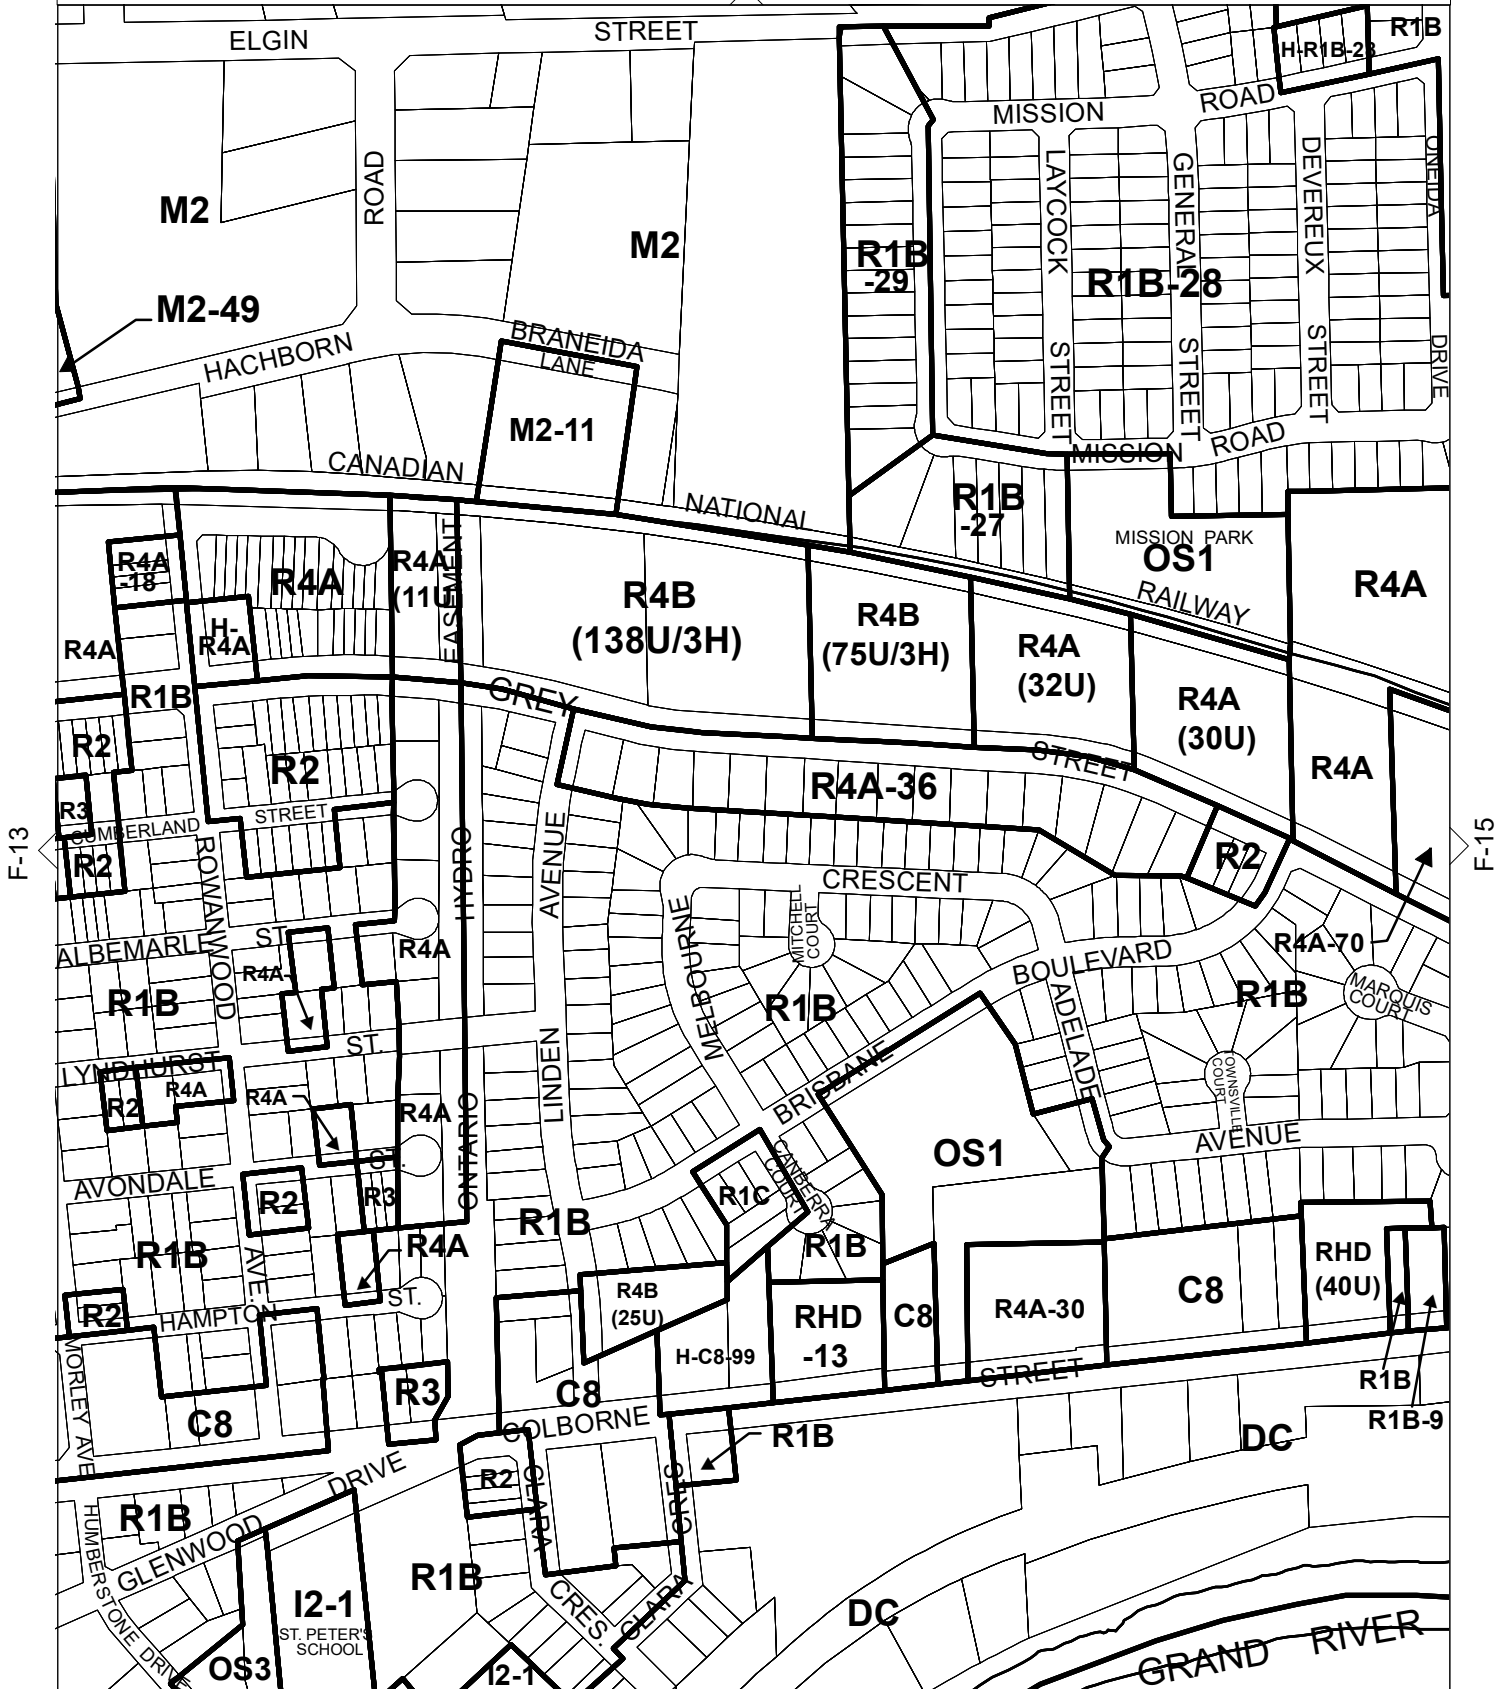 ELGIN
STREET
R1B
H-R1B-28
MISSION
ROAD
ROAD
M2
M2
LAYCOCK
STREET
GENERAL
STREET
DEVEREUX
STREET
ONEIDA
DRIVE
R1B
-29
R1B-28
M2-49
HACHBORN
BRANEIDA
LANE
M2-11
MISSION
ROAD
CANADIAN
NATIONAL
RAILWAY
R1B
-27
MISSION PARK
OS1
R4A
R4A
-18
R4A
R4A
(11U)
EASEMENT
H-
R4A
R4A
R1B
R4B
(138U/3H)
R4B
(75U/3H)
R4A
(32U)
R4A
(30U)
R4A
GREY
STREET
R2
R2
R3
CUMBERLAND
STREET
R2
R4A-36
R2
F-13
F-15
ROWANWOOD
AVE.
HYDRO
ONTARIO
AVENUE
LINDEN
MELBOURNE
CRESCENT
MITCHELL
COURT
ALBEMARLE
ST.
R4A
R4A
R1B
R1B
BOULEVARD
BRISBANE
ADELADE
AVENUE
R4A-70
R1B
MARQUIS
COURT
TOWNSVILLE
COURT
LYNDHURST
ST.
R2
R4A
R4A
R4A
AVONDALE
ST.
R2
R3
R1B
R1B
R1C
CANBERRA
COURT
R1B
OS1
R4A
R2
HAMPTON
ST.
R4B
(25U)
H-C8-99
RHD
-13
C8
R4A-30
C8
RHD
(40U)
R1B
R1B-9
MORLEY AVE
C8
R3
C8
COLBORNE
STREET
R1B
DC
R1B
GLENWOOD
DRIVE
HUMBERSTONE DRIVE
R2
CLARA
CRES.
CLARA
CRES
R1B
I2-1
ST. PETER'S
SCHOOL
OS3
I2-1
DC
GRAND RIVER